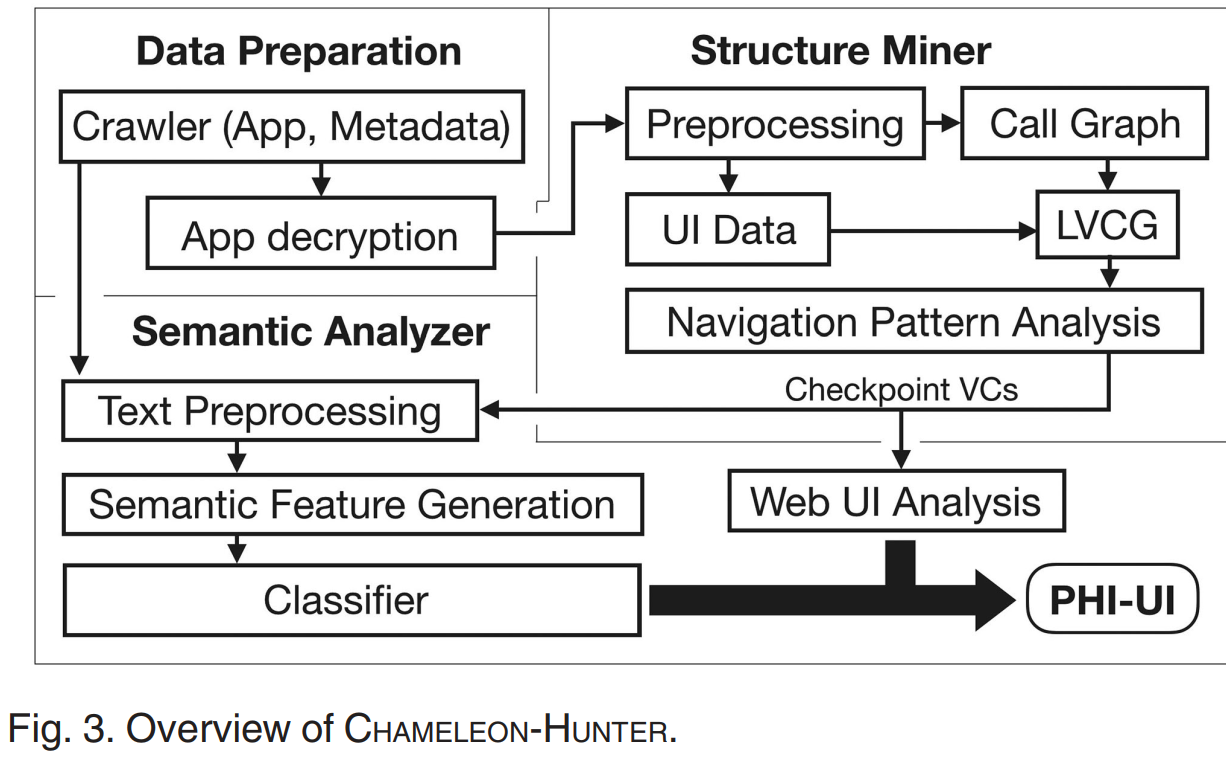 Data Preparation
Crawler (App, Metadata)
App decryption
Structure Miner
Preprocessing
Call Graph
UI Data
LVCG
Navigation Pattern Analysis
Checkpoint VCs
Semantic Analyzer
Text Preprocessing
Semantic Feature Generation
Classifier
Web UI Analysis
PHI-UI
Fig. 3. Overview of CHAMELEON-HUNTER.